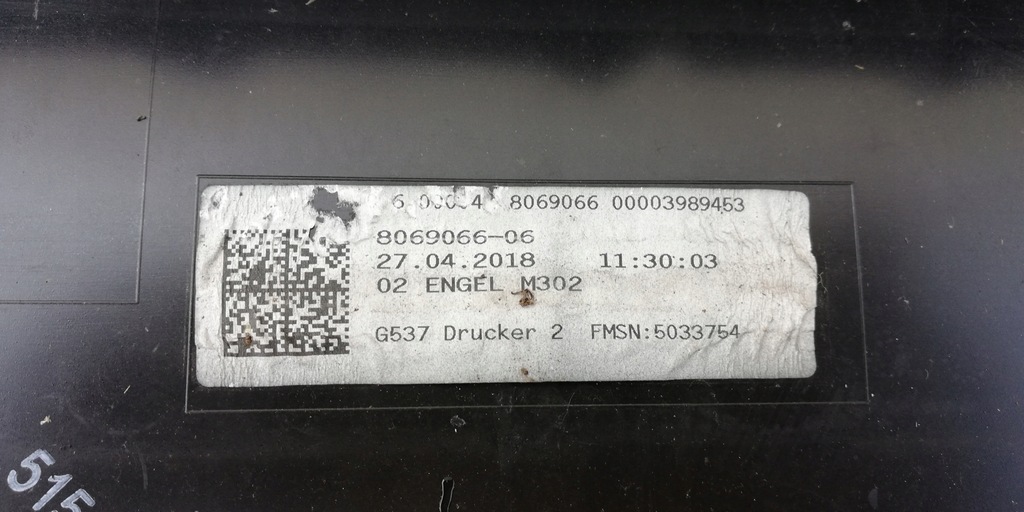 8069066 00003989453
8069066-06
27.04.2018 11:30:03
02 ENGEL M302
G537 Drucker 2 FMSN:5033754
515